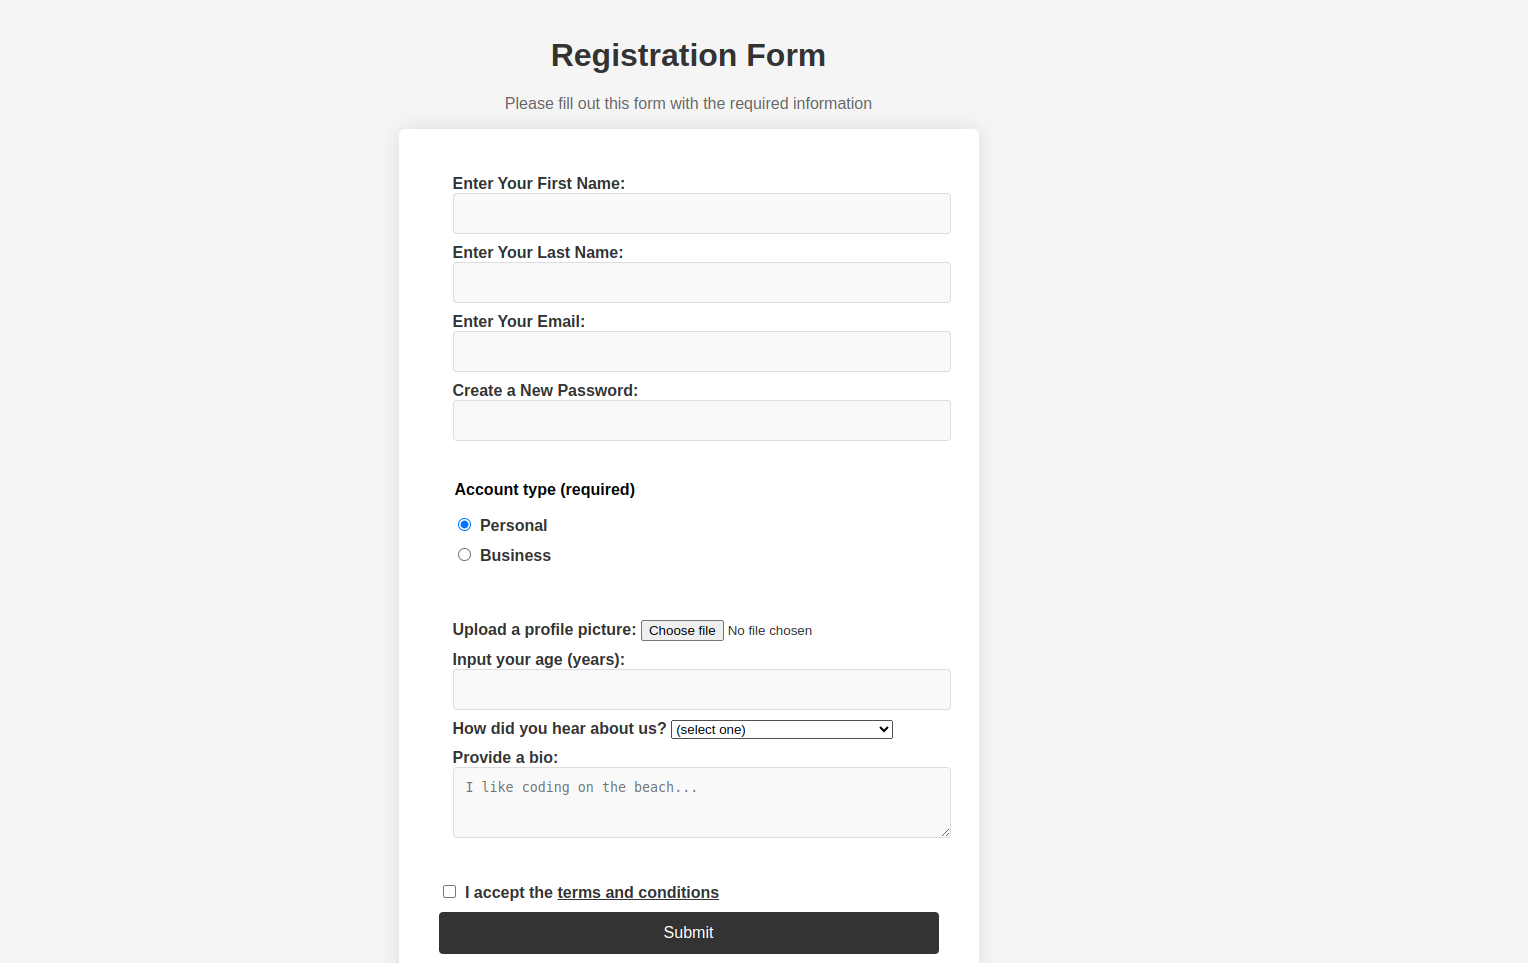 Registration Form
Please fill out this form with the required information
Enter Your First Name:
Enter Your Last Name:
Enter Your Email:
Create a New Password:
Account type (required)
Personal
Business
Upload a profile picture: Choose file No file chosen
Input your age (years):
How did you hear about us? (select one)
Provide a bio:
I like coding on the beach...
I accept the terms and conditions
Submit